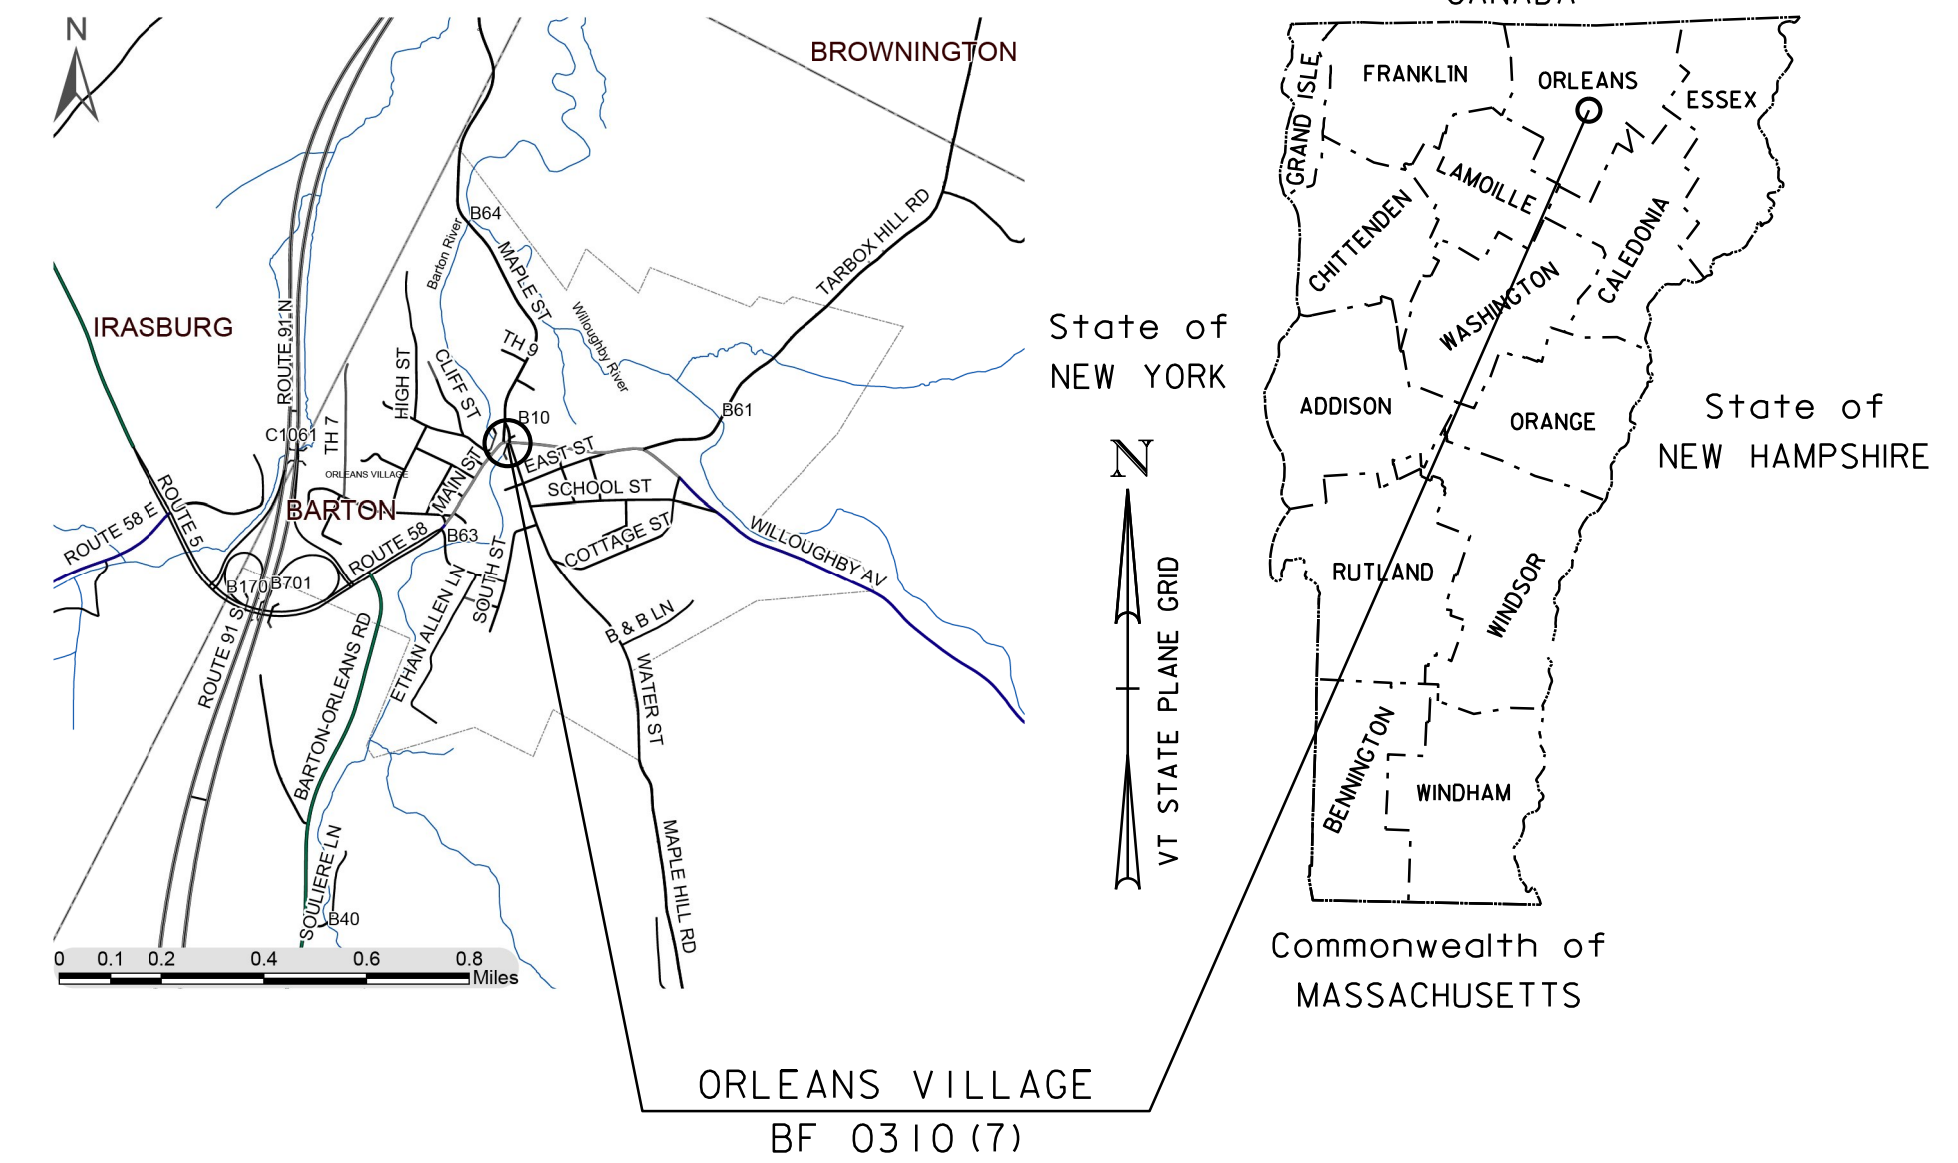 N
BROWNINGTON
B64
Barton River
MAPLE ST
TARBOX HILL RD
IRASBURG
ROUTE 91 N
Willoughby River
TH 9
HIGH ST
CLIFF ST
B10
B61
C1061
TH 7
ORLEANS VILLAGE
EAST ST
MAIN ST
SCHOOL ST
BARTON
ROUTE 5
ROUTE 58 E
ROUTE 58
B63
COTTAGE ST
WILLOUGHBY AV
SOUTH ST
B170
B701
ETHAN ALLEN LN
B & B LN
ROUTE 91 S
BARTON-ORLEANS RD
WATER ST
SOULIERE LN
MAPLE HILL RD
B40
0 0.1 0.2 0.4 0.6 0.8
Miles
CANADA
GRAND ISLE
FRANKLIN
ORLEANS
ESSEX
LAMOILLE
CHITTENDEN
CALEDONIA
WASHINGTON
State of
NEW YORK
ADDISON
ORANGE
State of
NEW HAMPSHIRE
N
VT STATE PLANE GRID
RUTLAND
WINDSOR
BENNINGTON
WINDHAM
Commonwealth of
MASSACHUSETTS
ORLEANS VILLAGE
BF 0310 (7)